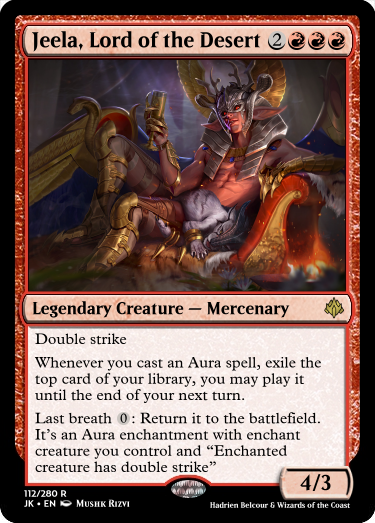 Jeela, Lord of the Desert 2
Legendary Creature — Mercenary
Double strike
Whenever you cast an Aura spell, exile the
top card of your library, you may play it
until the end of your next turn.
Last breath 0: Return it to the battlefield.
It's an Aura enchantment with enchant
creature you control and “Enchanted
creature has double strike”
4/3
112/280 R
JK • EN Mushk Rizvi
Hadrien Belcour & Wizards of the Coast